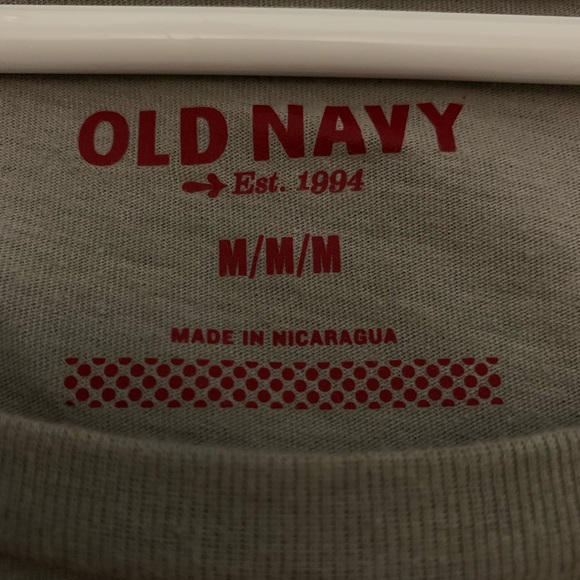 OLD NAVY
Est. 1994
M/M/M
MADE IN NICARAGUA